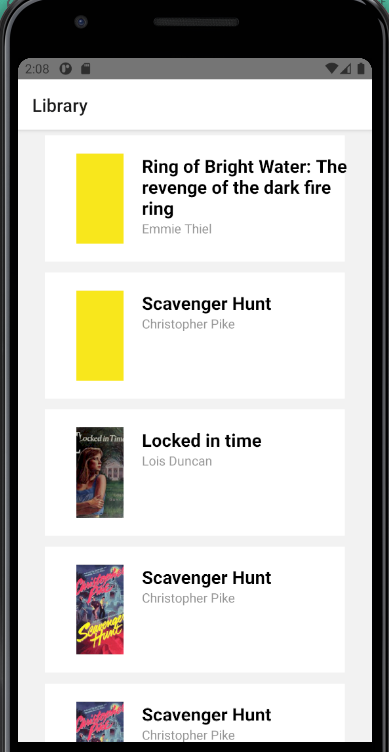 2:08
Library
Ring of Bright Water: The
revenge of the dark fire
ring
Emmie Thiel
Scavenger Hunt
Christopher Pike
Locked in Time
Locked in time
Lois Duncan
Christopher
Pike
Scavenger
Hunt
Scavenger Hunt
Christopher Pike
Christopher
Scavenger Hunt
Christopher Pike